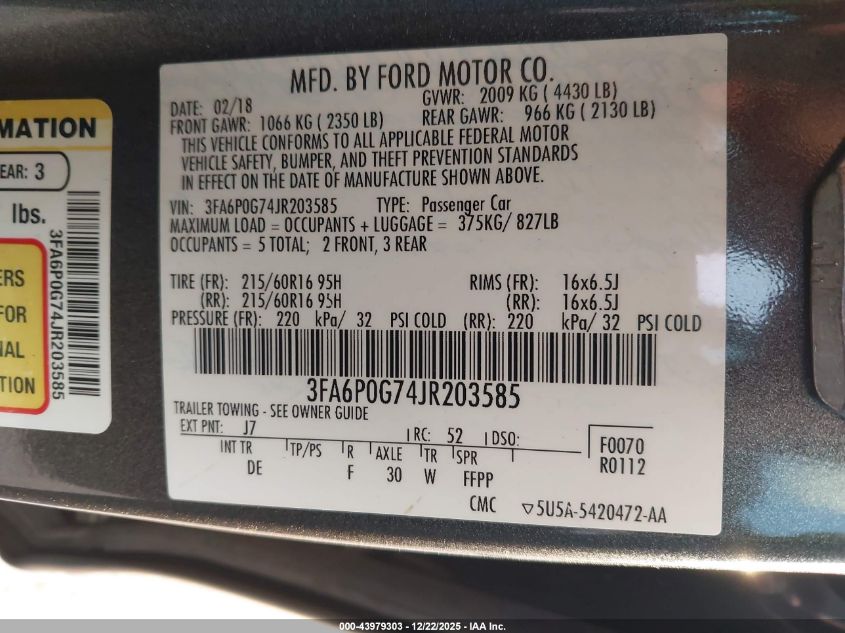 MFD. BY FORD MOTOR CO.
DATE: 02/18 GVWR: 2009 KG ( 4430 LB)
FRONT GAWR: 1066 KG ( 2350 LB) REAR GAWR: 966 KG ( 2130 LB)
THIS VEHICLE CONFORMS TO ALL APPLICABLE FEDERAL MOTOR
VEHICLE SAFETY, BUMPER, AND THEFT PREVENTION STANDARDS
IN EFFECT ON THE DATE OF MANUFACTURE SHOWN ABOVE.
VIN: 3FA6P0G74JR203585 TYPE: Passenger Car
MAXIMUM LOAD = OCCUPANTS + LUGGAGE = 375KG/ 827LB
OCCUPANTS = 5 TOTAL; 2 FRONT, 3 REAR
TIRE (FR): 215/60R16 95H RIMS (FR): 16x6.5J
(RR): 215/60R16 95H (RR): 16x6.5J
PRESSURE (FR): 220 kPa/ 32 PSI COLD (RR): 220 kPa/ 32 PSI COLD
3FA6P0G74JR203585
TRAILER TOWING - SEE OWNER GUIDE
EXT PNT: J7 RC: 52 DSO:
INT TR TP/PS R AXLE TR SPR
DE F 30 W FFPP
F0070
R0112
CMC ▽5U5A-5420472-AA
MATION
EAR: 3
lbs.
3FA6P0G74JR203585
ERS
FOR
NAL
TION
000-43979303 - 12/22/2025 - IAA Inc.